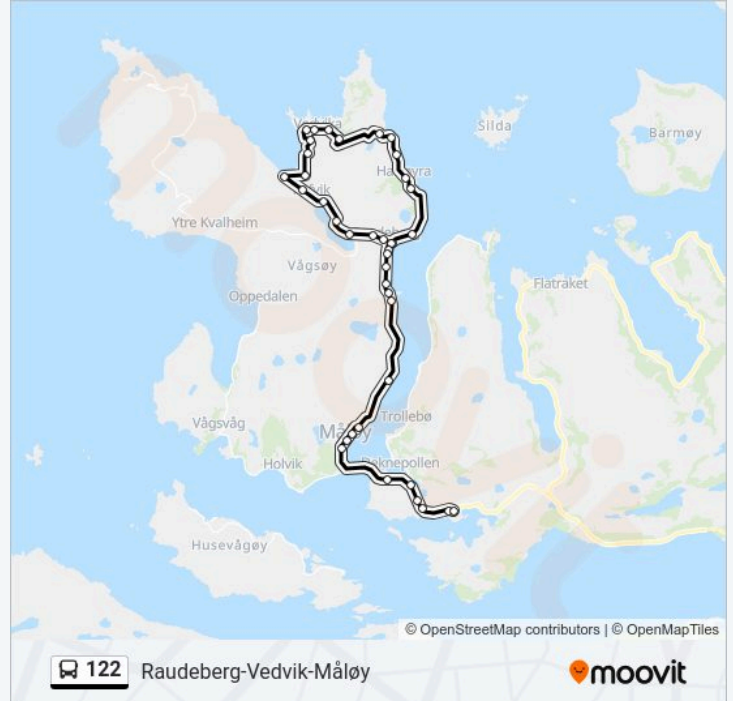 Silda
Barmøy
Ytre Kvalheim
Vågsøy
Flatraket
Oppedalen
Trollebø
Vågsvåg
Måløy
Holvik
Deknepollen
Husevågøy
© OpenStreetMap contributors | © OpenMapTiles
122 Raudeberg-Vedvik-Måløy
moovit